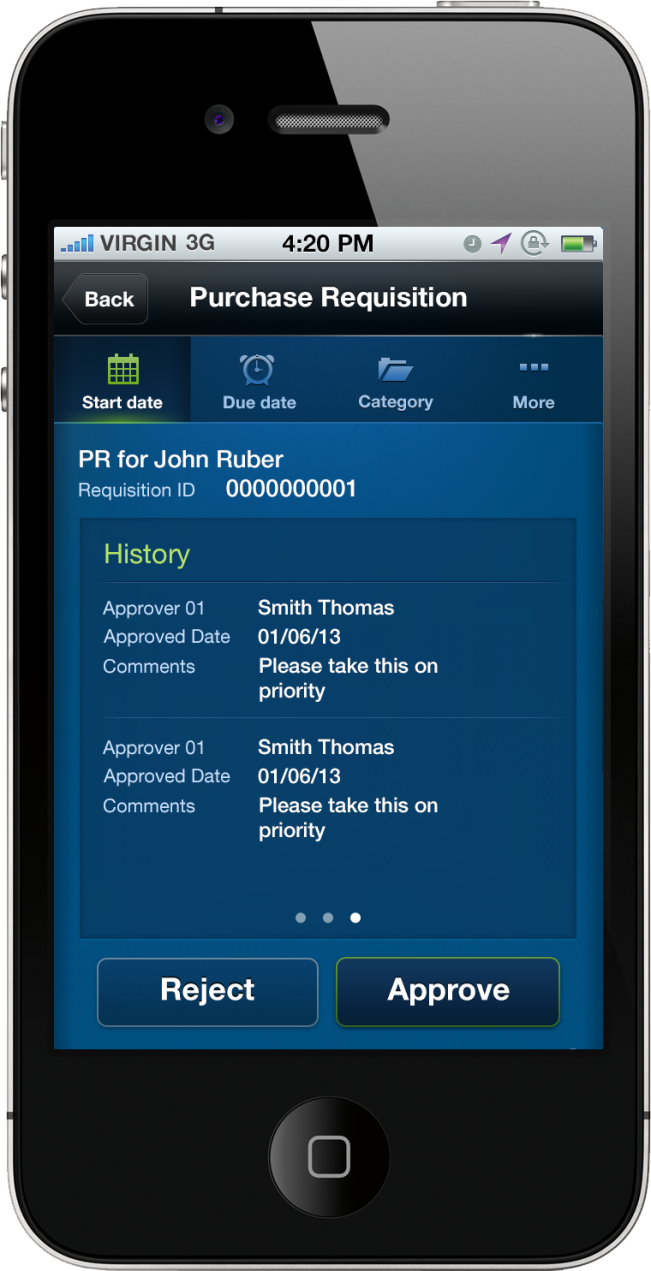 VIRGIN 3G 4:20 PM
Back Purchase Requisition
Start date Due date Category More
PR for John Ruber
Requisition ID 0000000001
History
Approver 01 Smith Thomas
Approved Date 01/06/13
Comments Please take this on
priority
Approver 01 Smith Thomas
Approved Date 01/06/13
Comments Please take this on
priority
Reject Approve